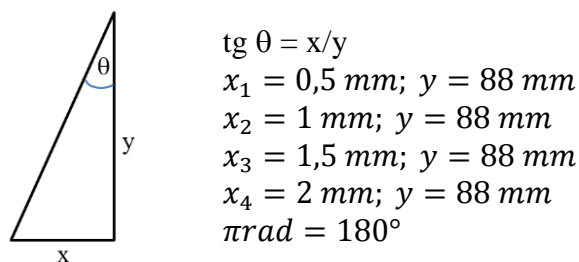 θ
y
x
tg θ = x/y
𝑥₁ = 0,5 𝑚𝑚; 𝑦 = 88 𝑚𝑚
𝑥₂ = 1 𝑚𝑚; 𝑦 = 88 𝑚𝑚
𝑥₃ = 1,5 𝑚𝑚; 𝑦 = 88 𝑚𝑚
𝑥₄ = 2 𝑚𝑚; 𝑦 = 88 𝑚𝑚
𝜋𝑟𝑎𝑑 = 180°